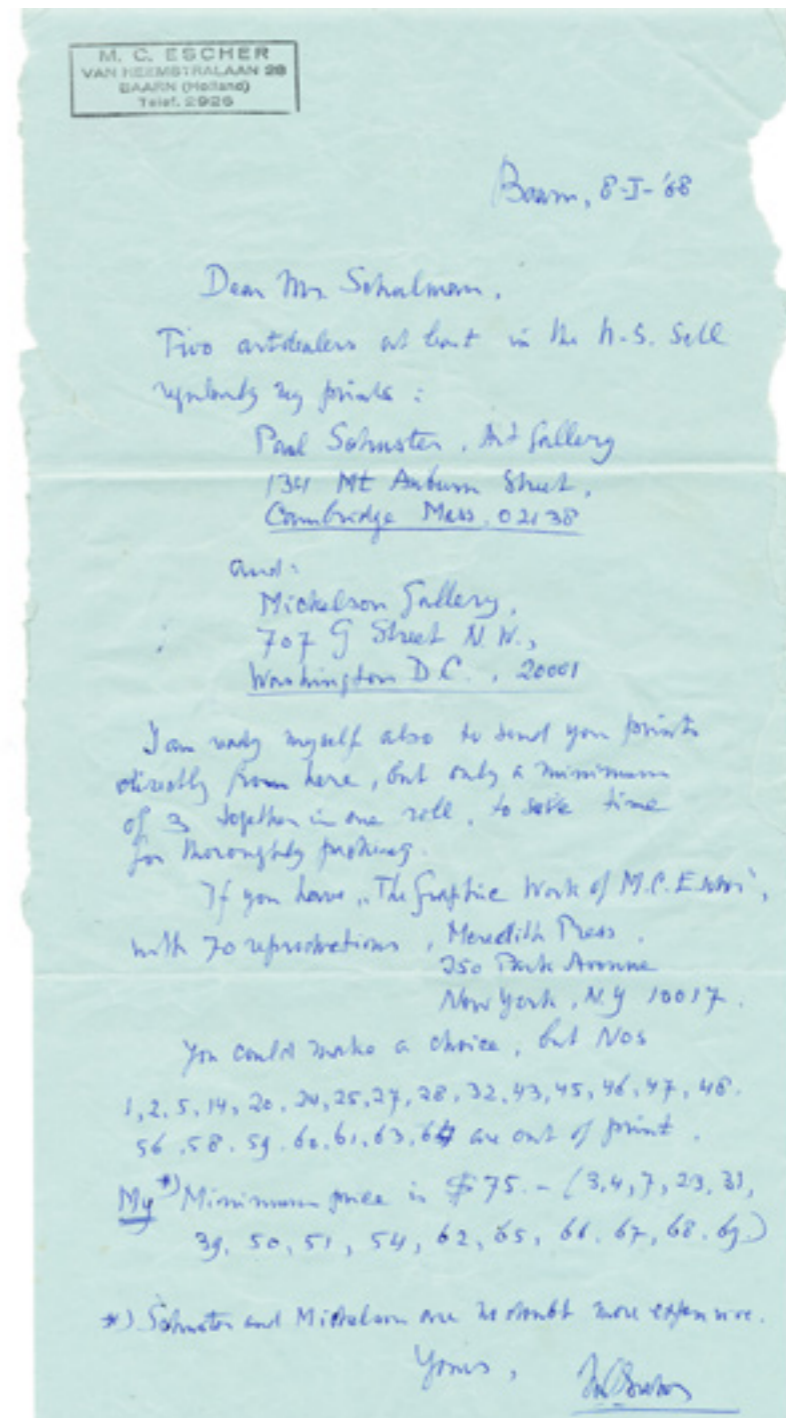 M. C. ESCHER
VAN HEEMSTRALAAN 28
BAARN (Holland)
Telef. 2926
Baarn, 8-I-'68
Dear Mr. Schulman,
Two artdealers at least in the U.S. sell
regularly my prints :
Paul Schuster, Art Gallery
134 Mt Auburn Street,
Cambridge Mass. 02138
and:
Mickelson Gallery,
707 G Street N.W.,
Washington D.C., 20001
I am ready myself also to send you prints
directly from here, but only a minimum
of 3 together in one roll, to save time
for thoroughly packing.
If you have „The Graphic Work of M.C. Escher",
with 70 reproductions, Meredith Press,
250 Park Avenue
New York, N.Y 10017.
you could make a choice, but Nos
1, 2, 5, 14, 20, 24, 25, 27, 28, 32, 43, 45, 46, 47, 48.
56, 58. 59. 60. 61, 63, 64 are out of print.
My *) Minimum price is $ 75.- (3, 4, 7, 23, 31,
39, 50, 51, 54, 62, 65, 66. 67, 68. 69.)
*) Schuster and Mickelson are no doubt more expensive.
Yours,